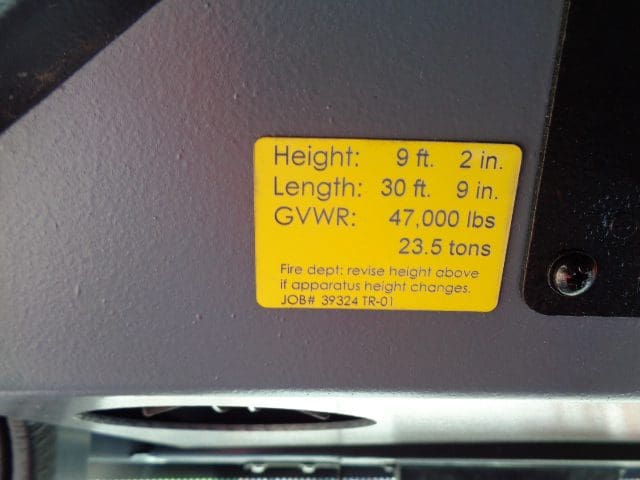 Height: 9 ft. 2 in.
Length: 30 ft. 9 in.
GVWR: 47,000 lbs
23.5 tons
Fire dept: revise height above
if apparatus height changes.
JOB# 39324 TR-01